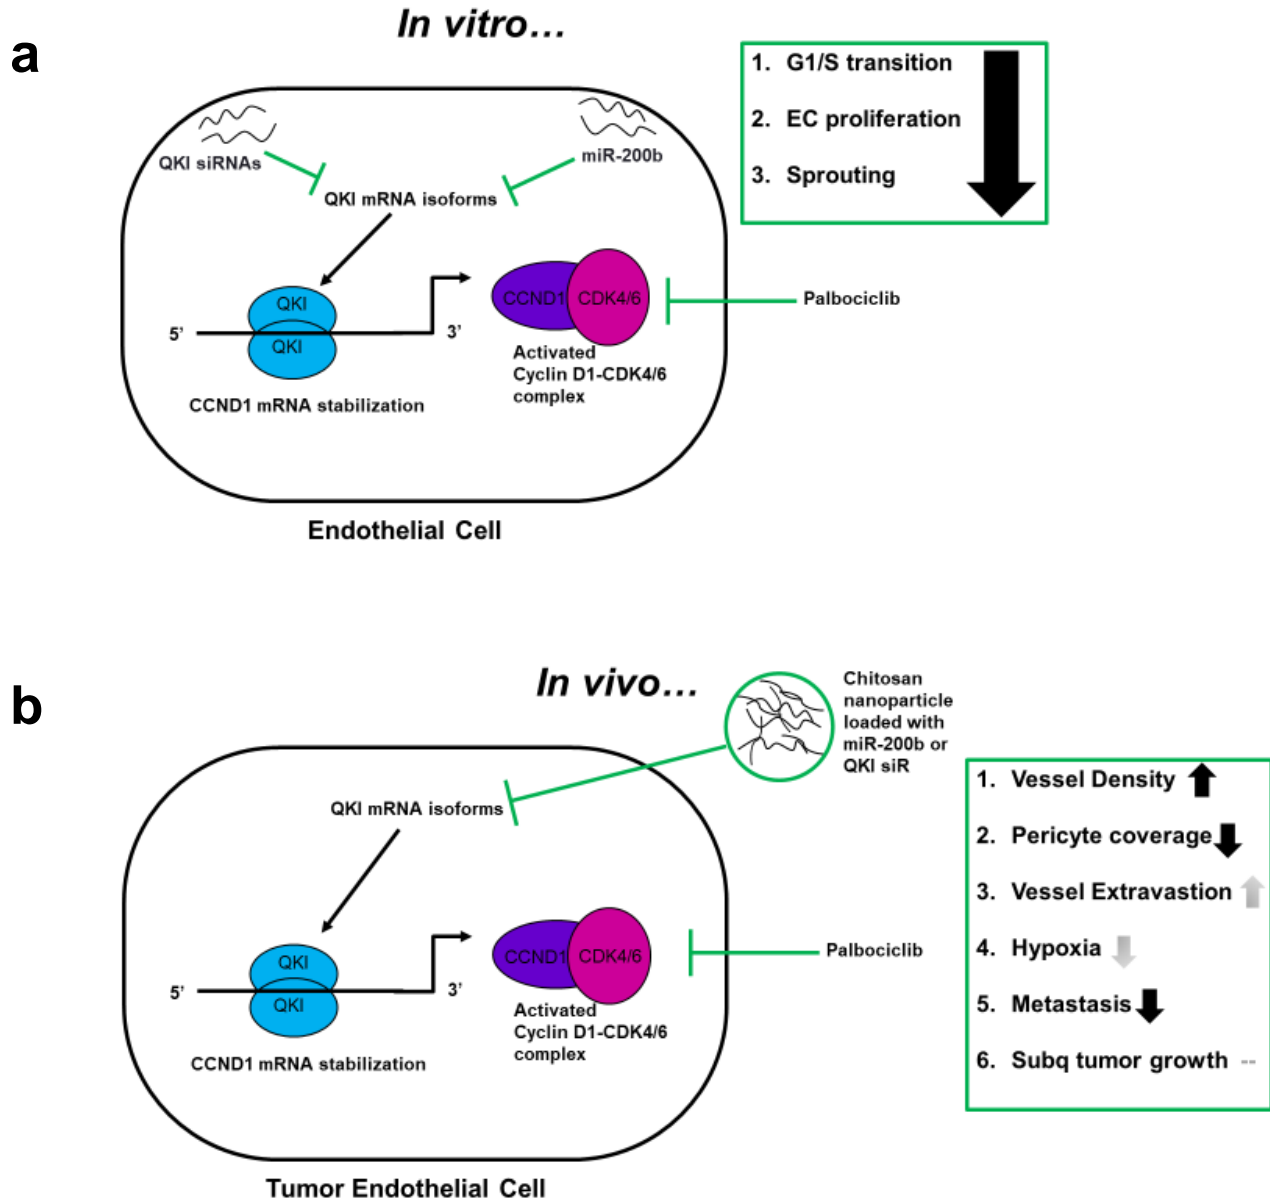 a
In vitro...
QKI siRNAs
miR-200b
QKI mRNA isoforms
QKI
QKI
5’
3’
CCND1 mRNA stabilization
CCND1
CDK4/6
Activated
Cyclin D1-CDK4/6
complex
Palbociclib
Endothelial Cell
1. G1/S transition
2. EC proliferation
3. Sprouting
b
In vivo...
Chitosan
nanoparticle
loaded with
miR-200b or
QKI siR
QKI mRNA isoforms
QKI
QKI
5’
3’
CCND1 mRNA stabilization
CCND1
CDK4/6
Activated
Cyclin D1-CDK4/6
complex
Palbociclib
Tumor Endothelial Cell
1. Vessel Density
2. Pericyte coverage
3. Vessel Extravastion
4. Hypoxia
5. Metastasis
6. Subq tumor growth --